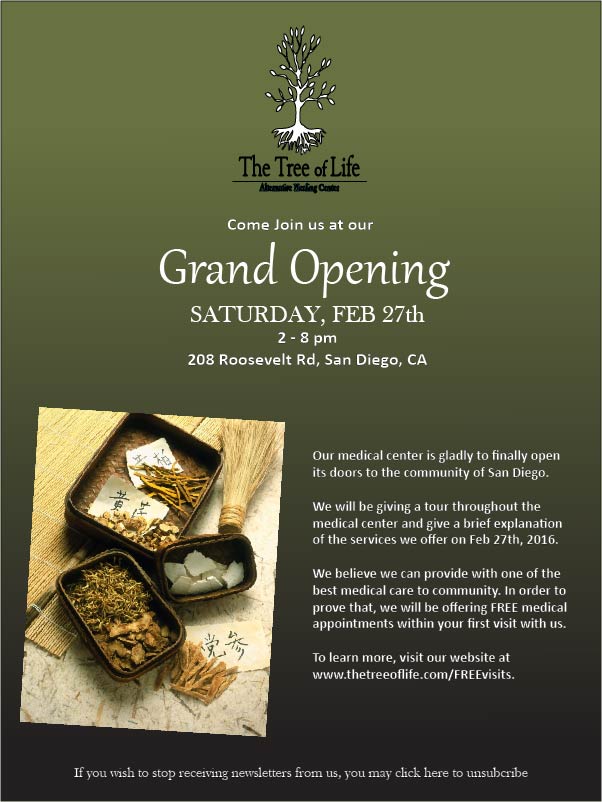 The Tree of Life
Alternative Healing Center
Come Join us at our
Grand Opening
SATURDAY, FEB 27th
2 - 8 pm
208 Roosevelt Rd, San Diego, CA
黄芪
党参
Our medical center is gladly to finally open
its doors to the community of San Diego.
We will be giving a tour throughout the
medical center and give a brief explanation
of the services we offer on Feb 27th, 2016.
We believe we can provide with one of the
best medical care to community. In order to
prove that, we will be offering FREE medical
appointments within your first visit with us.
To learn more, visit our website at
www.thetreeoflife.com/FREEvisits.
If you wish to stop receiving newsletters from us, you may click here to unsubcribe